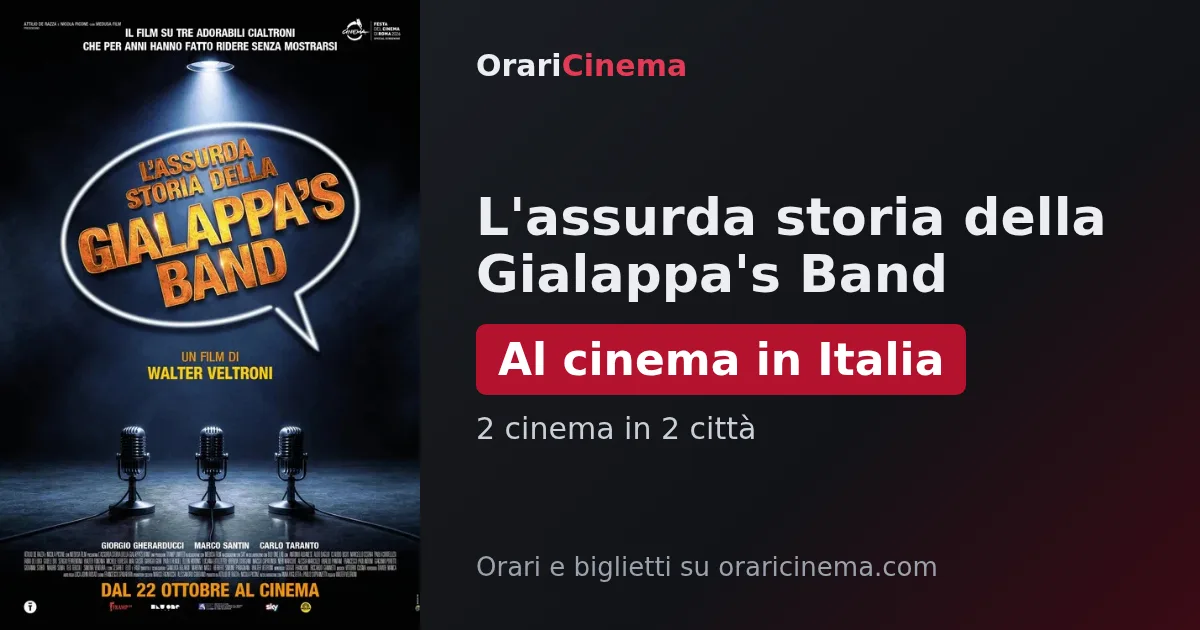 IL FILM SU TRE ADORABILI CIALTRONI
CHE PER ANNI HANNO FATTO RIDERE SENZA MOSTRARSI
L'ASSURDA
STORIA DELLA
GIALAPPA'S
BAND
UN FILM DI
WALTER VELTRONI
GIORGIO GHERARDUCCI MARCO SANTIN CARLO TARANTO
DAL 22 OTTOBRE AL CINEMA
sky
OrariCinema
L'assurda storia della
Gialappa's Band
Al cinema in Italia
2 cinema in 2 città
Orari e biglietti su oraricinema.com